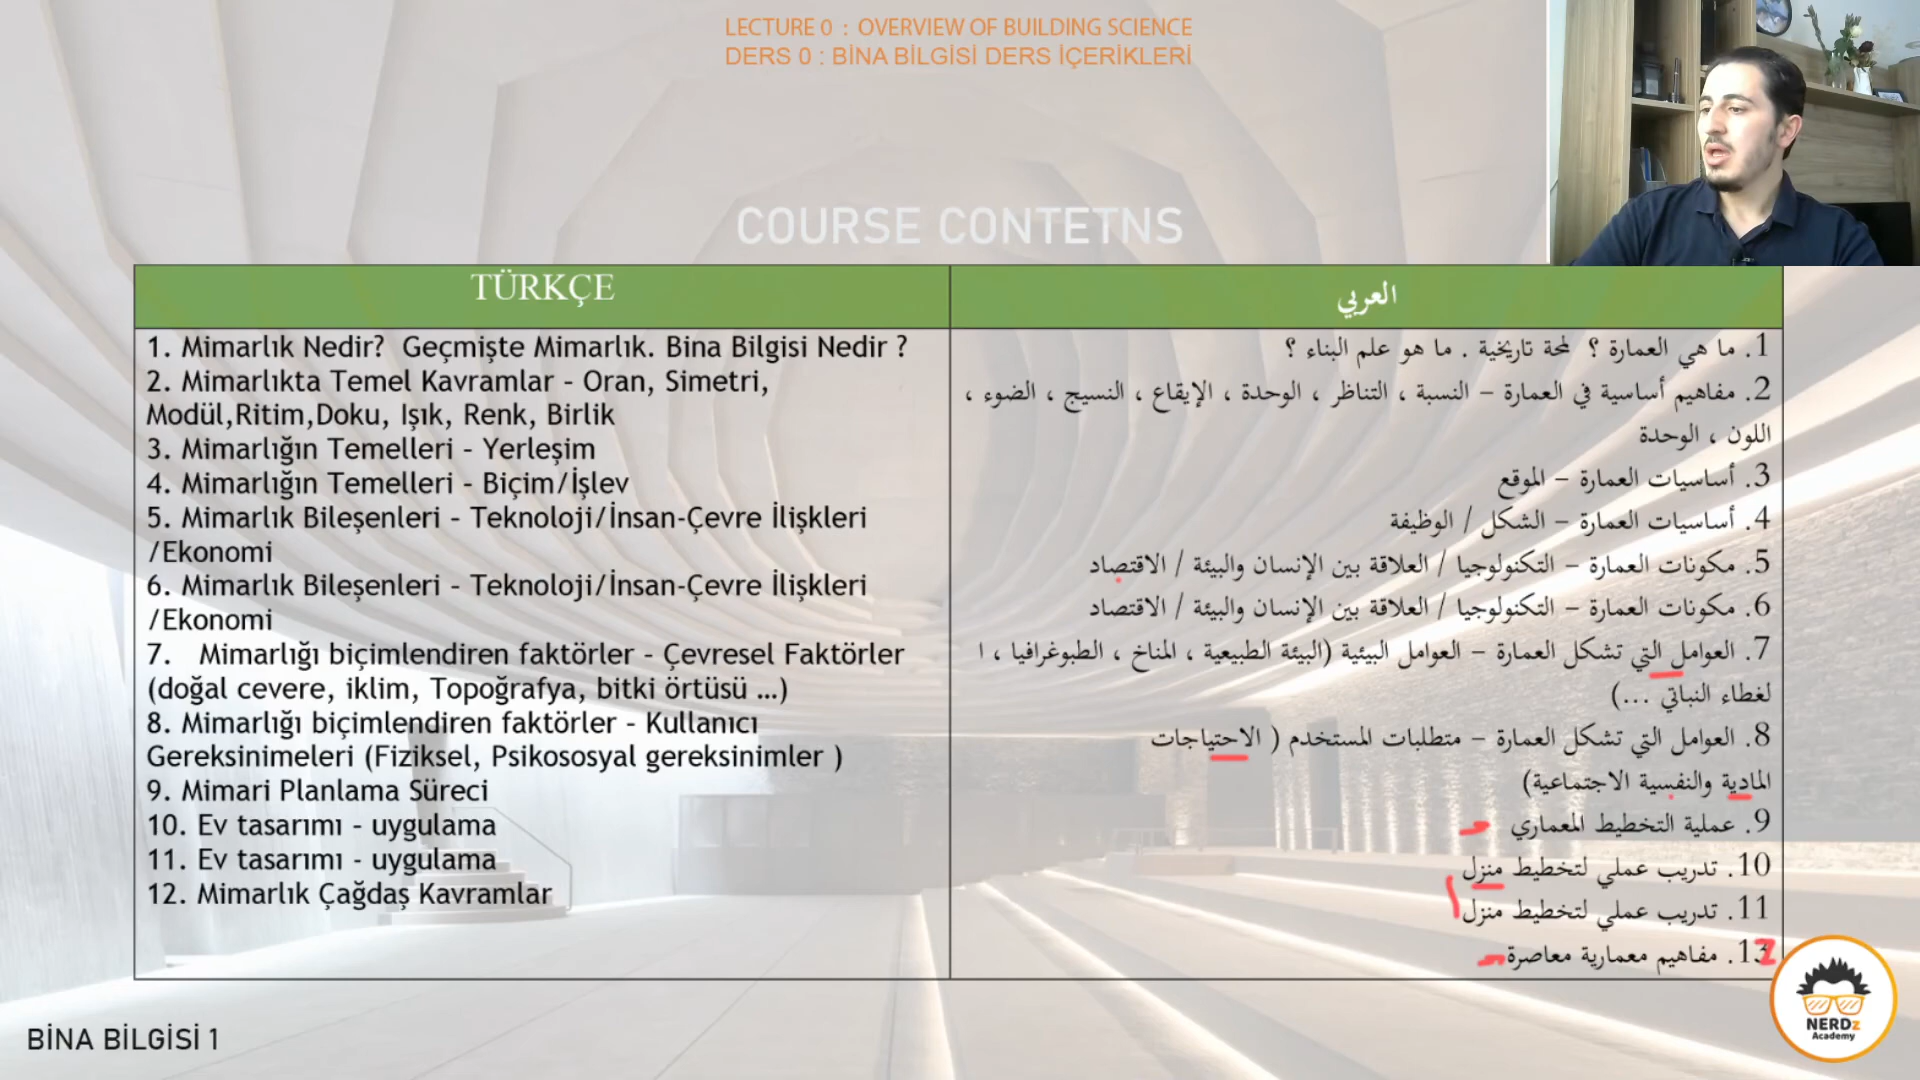 LECTURE 0 : OVERVIEW OF BUILDING SCIENCE
DERS 0 : BİNA BİLGİSİ DERS İÇERİKLERİ
COURSE CONTETNS
TÜRKÇE
1. Mimarlık Nedir? Geçmişte Mimarlık. Bina Bilgisi Nedir ?
2. Mimarlıkta Temel Kavramlar - Oran, Simetri,
Modül,Ritim,Doku, Işık, Renk, Birlik
3. Mimarlığın Temelleri - Yerleşim
4. Mimarlığın Temelleri - Biçim/İşlev
5. Mimarlık Bileşenleri - Teknoloji/İnsan-Çevre İlişkleri
/Ekonomi
6. Mimarlık Bileşenleri - Teknoloji/İnsan-Çevre İlişkleri
/Ekonomi
7. Mimarlığı biçimlendiren faktörler - Çevresel Faktörler
(doğal cevere, iklim, Topoğrafya, bitki örtüsü ...)
8. Mimarlığı biçimlendiren faktörler - Kullanıcı
Gereksinimeleri (Fiziksel, Psikososyal gereksinimler )
9. Mimari Planlama Süreci
10. Ev tasarımı - uygulama
11. Ev tasarımı - uygulama
12. Mimarlık Çağdaş Kavramlar
العربي
1. ما هي العمارة ؟ لمحة تاريخية . ما هو علم البناء ؟
2. مفاهيم أساسية في العمارة – النسبة ، التناظر ، الوحدة ، الإيقاع ، النسيج ، الضوء ،
اللون ، الوحدة
3. أساسيات العمارة – الموقع
4. أساسيات العمارة – الشكل / الوظيفة
5. مكونات العمارة – التكنولوجيا / العلاقة بين الإنسان والبيئة / الاقتصاد
6. مكونات العمارة – التكنولوجيا / العلاقة بين الإنسان والبيئة / الاقتصاد
7. العوامل التي تشكل العمارة – العوامل البيئية (البيئة الطبيعية ، المناخ ، الطبوغرافيا ، ا
لغطاء النباتي ...)
8. العوامل التي تشكل العمارة – متطلبات المستخدم ( الاحتياجات
المادية والنفسية الاجتماعية)
9. عملية التخطيط المعماري
10. تدريب عملي لتخطيط منزل
11. تدريب عملي لتخطيط منزل
12. مفاهيم معمارية معاصرة
BİNA BİLGİSİ 1
NERDz
Academy